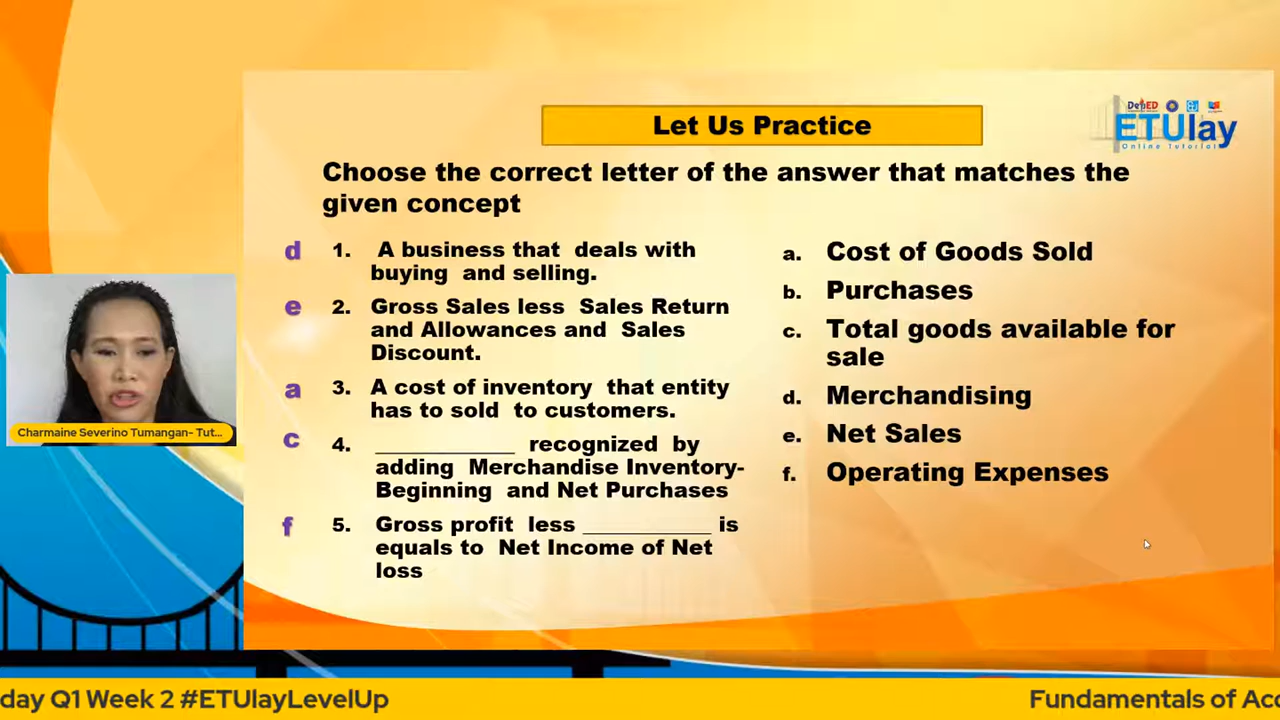 Let Us Practice
DepED
ETUlay
Online Tutorial
Choose the correct letter of the answer that matches the
given concept
d 1. A business that deals with
buying and selling.
e 2. Gross Sales less Sales Return
and Allowances and Sales
Discount.
a 3. A cost of inventory that entity
has to sold to customers.
c 4. ____________ recognized by
adding Merchandise Inventory-
Beginning and Net Purchases
f 5. Gross profit less ___________ is
equals to Net Income of Net
loss
a. Cost of Goods Sold
b. Purchases
c. Total goods available for
sale
d. Merchandising
e. Net Sales
f. Operating Expenses
Charmaine Severino Tumangan- Tut...
day Q1 Week 2 #ETUlayLevelUp
Fundamentals of Acc